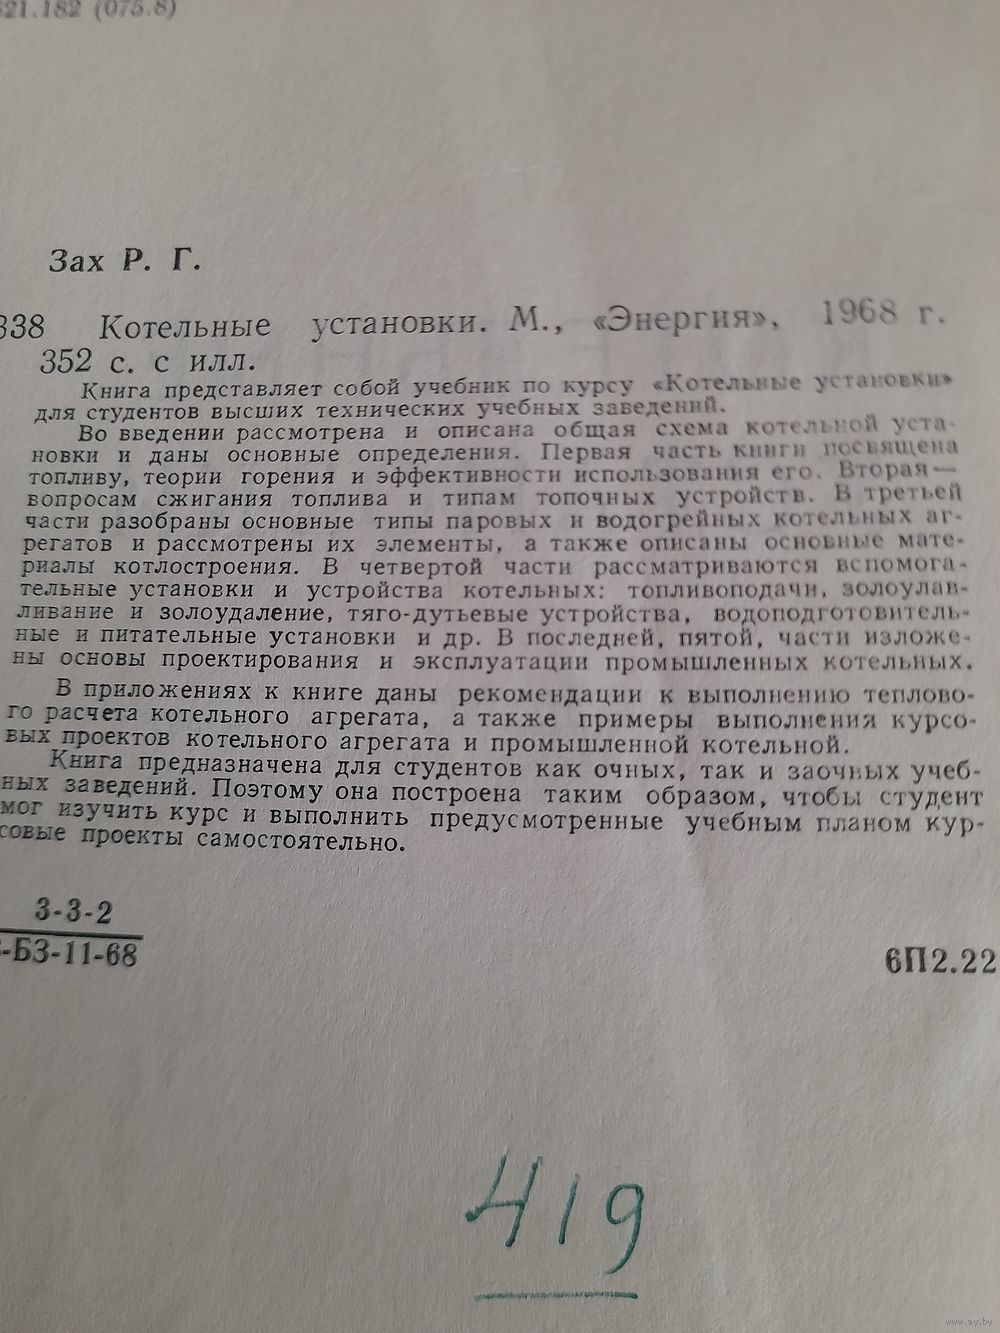 621.182 (075.8)
Зах Р. Г.
338 Котельные установки. М., «Энергия», 1968 г.
352 с. с илл.
Книга представляет собой учебник по курсу «Котельные установки»
для студентов высших технических учебных заведений.
Во введении рассмотрена и описана общая схема котельной уста-
новки и даны основные определения. Первая часть книги посвящена
топливу, теории горения и эффективности использования его. Вторая —
вопросам сжигания топлива и типам топочных устройств. В третьей
части разобраны основные типы паровых и водогрейных котельных аг-
регатов и рассмотрены их элементы, а также описаны основные мате-
риалы котлостроения. В четвертой части рассматриваются вспомога-
тельные установки и устройства котельных: топливоподачи, золоулав-
ливание и золоудаление, тяго-дутьевые устройства, водоподготовитель-
ные и питательные установки и др. В последней, пятой, части изложе-
ны основы проектирования и эксплуатации промышленных котельных.
В приложениях к книге даны рекомендации к выполнению теплово-
го расчета котельного агрегата, а также примеры выполнения курсо-
вых проектов котельного агрегата и промышленной котельной.
Книга предназначена для студентов как очных, так и заочных учеб-
ных заведений. Поэтому она построена таким образом, чтобы студент
мог изучить курс и выполнить предусмотренные учебным планом кур-
совые проекты самостоятельно.
3-3-2
-БЗ-11-68
6П2.22
419
www.ay.by